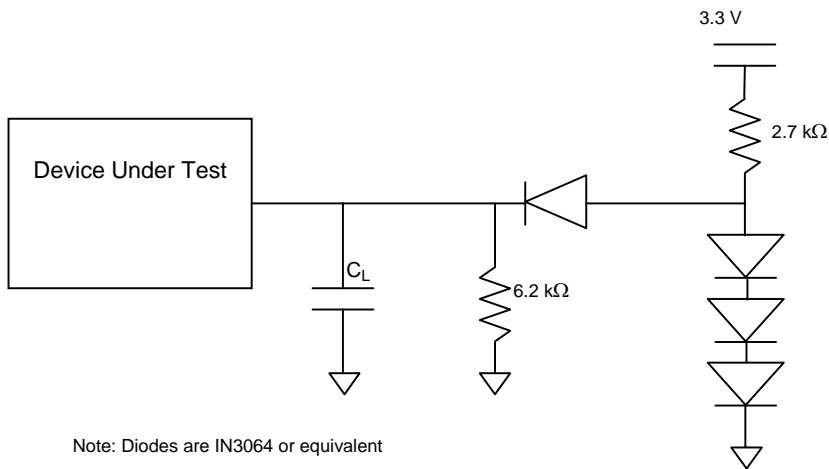 3.3 V
2.7 kΩ
Device Under Test
C_L
6.2 kΩ
Note: Diodes are IN3064 or equivalent